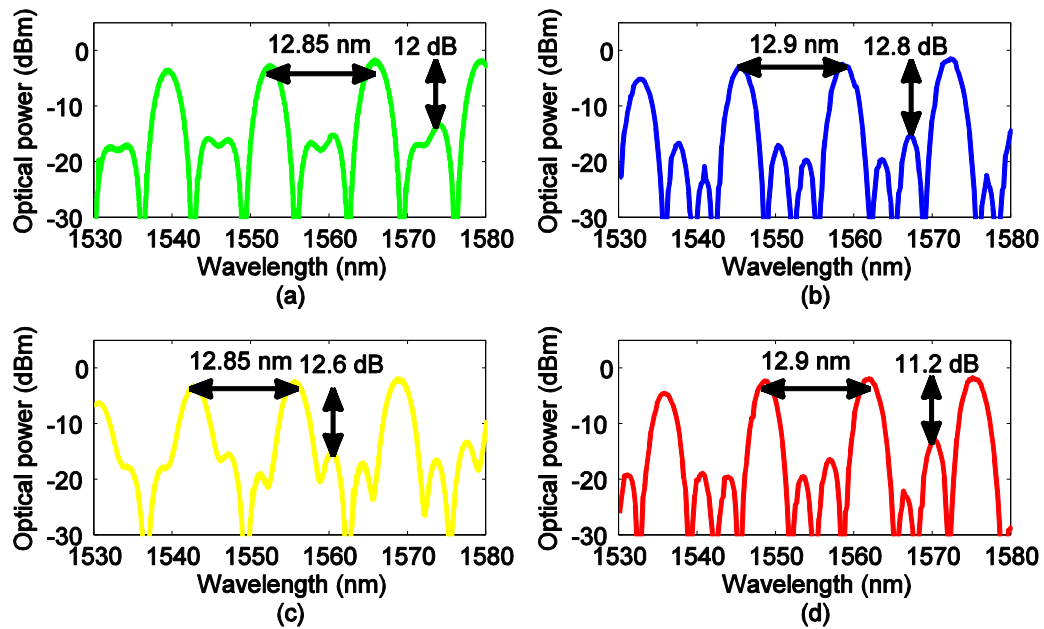 12.85 nm 12 dB
Optical power (dBm)
0
-10
-20
-30
1530 1540 1550 1560 1570 1580
Wavelength (nm)
(a)
12.9 nm 12.8 dB
Optical power (dBm)
0
-10
-20
-30
1530 1540 1550 1560 1570 1580
Wavelength (nm)
(b)
12.85 nm 12.6 dB
Optical power (dBm)
0
-10
-20
-30
1530 1540 1550 1560 1570 1580
Wavelength (nm)
(c)
12.9 nm 11.2 dB
Optical power (dBm)
0
-10
-20
-30
1530 1540 1550 1560 1570 1580
Wavelength (nm)
(d)